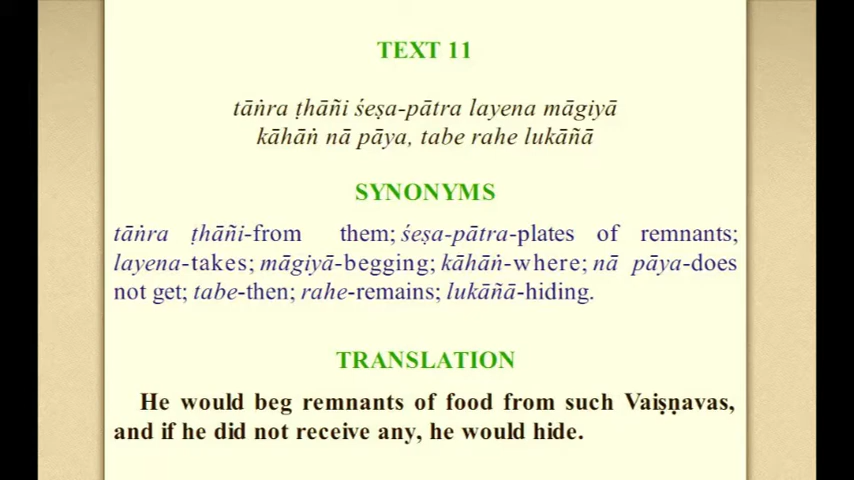 TEXT 11
tāṅra ṭhāñi śeṣa-pātra layena māgiyā
kāhāṅ nā pāya, tabe rahe lukāñā
SYNONYMS
tāṅra ṭhāñi-from them; śeṣa-pātra-plates of remnants;
layena-takes; māgiyā-begging; kāhāṅ-where; nā pāya-does
not get; tabe-then; rahe-remains; lukāñā-hiding.
TRANSLATION
He would beg remnants of food from such Vaiṣṇavas,
and if he did not receive any, he would hide.